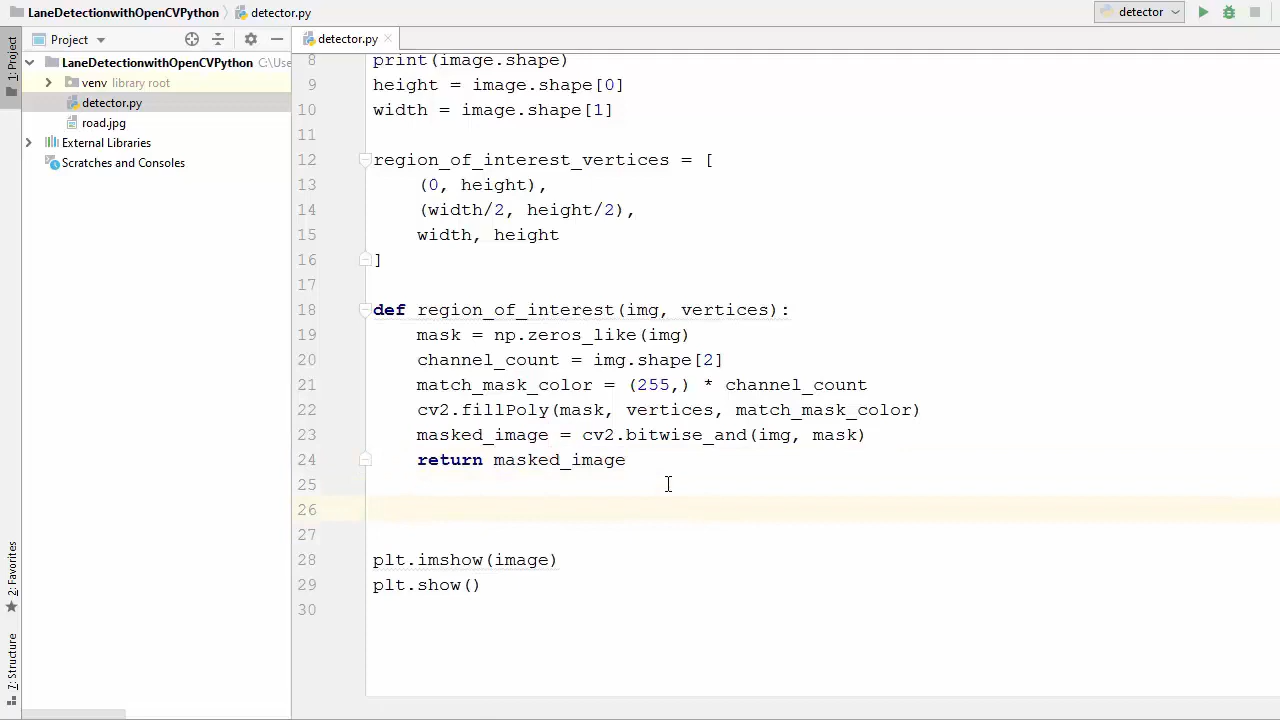 LaneDetectionwithOpenCVPython detector.py detector
1: Project
Project
detector.py
LaneDetectionwithOpenCVPython C:\Use
venv library root
detector.py
road.jpg
External Libraries
Scratches and Consoles
8 print(image.shape)
9 height = image.shape[0]
10 width = image.shape[1]
11
12 region_of_interest_vertices = [
13 (0, height),
14 (width/2, height/2),
15 width, height
16 ]
17
18 def region_of_interest(img, vertices):
19 mask = np.zeros_like(img)
20 channel_count = img.shape[2]
21 match_mask_color = (255,) * channel_count
22 cv2.fillPoly(mask, vertices, match_mask_color)
23 masked_image = cv2.bitwise_and(img, mask)
24 return masked_image
25
26
27
28 plt.imshow(image)
29 plt.show()
30
2: Favorites
7: Structure